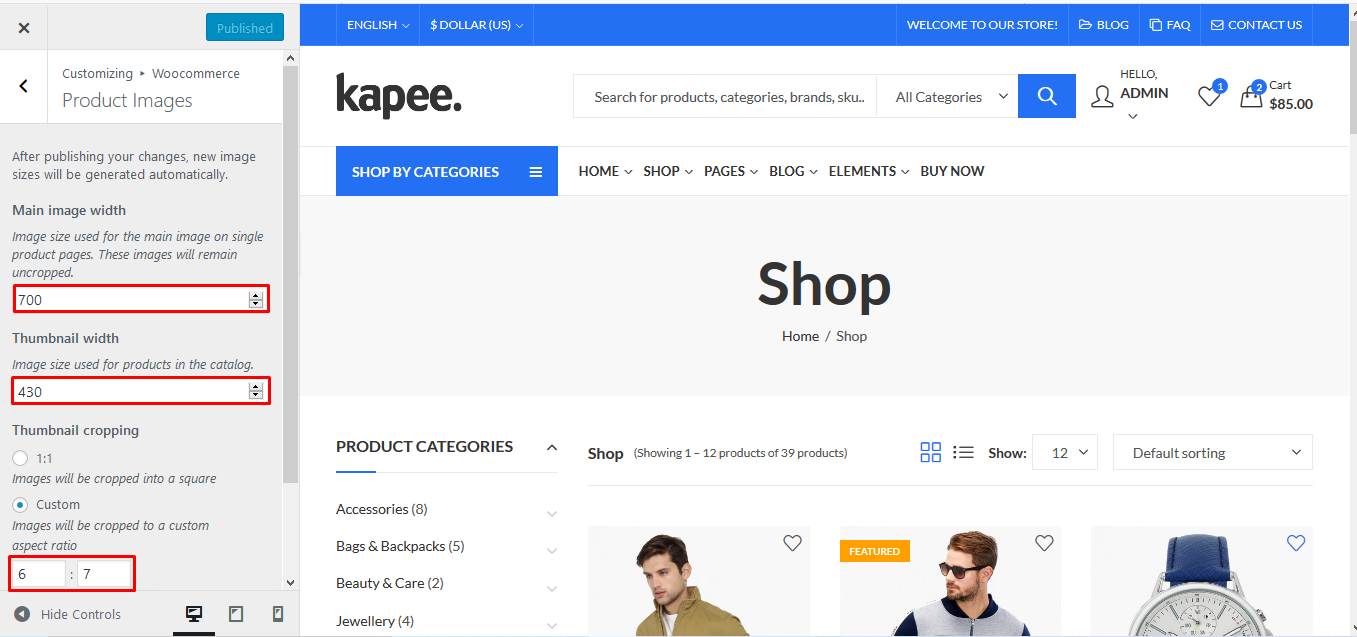 Published
Customizing ▸ Woocommerce
Product Images
After publishing your changes, new image
sizes will be generated automatically.
Main image width
Image size used for the main image on single
product pages. These images will remain
uncropped.
700
Thumbnail width
Image size used for products in the catalog.
430
Thumbnail cropping
1:1
Images will be cropped into a square
Custom
Images will be cropped to a custom
aspect ratio
6 : 7
Hide Controls
ENGLISH $ DOLLAR (US) WELCOME TO OUR STORE! BLOG FAQ CONTACT US
kapee.
Search for products, categories, brands, sku.. All Categories
HELLO,
ADMIN
1
2
Cart
$85.00
SHOP BY CATEGORIES HOME SHOP PAGES BLOG ELEMENTS BUY NOW
Shop
Home / Shop
PRODUCT CATEGORIES
Accessories (8)
Bags & Backpacks (5)
Beauty & Care (2)
Jewellery (4)
Shop (Showing 1 – 12 products of 39 products) Show: 12 Default sorting
FEATURED